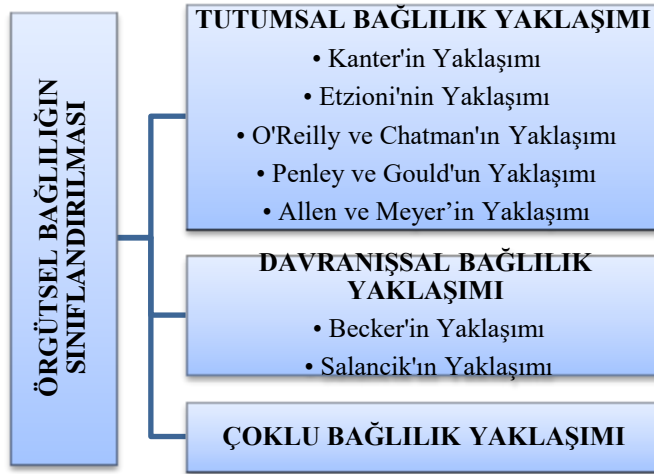 ÖRGÜTSEL BAĞLILIĞIN
SINIFLANDIRILMASI
TUTUMSAL BAĞLILIK YAKLAŞIMI
• Kanter'in Yaklaşımı
• Etzioni'nin Yaklaşımı
• O'Reilly ve Chatman'ın Yaklaşımı
• Penley ve Gould'un Yaklaşımı
• Allen ve Meyer’in Yaklaşımı
DAVRANIŞSAL BAĞLILIK
YAKLAŞIMI
• Becker'in Yaklaşımı
• Salancik'ın Yaklaşımı
ÇOKLU BAĞLILIK YAKLAŞIMI